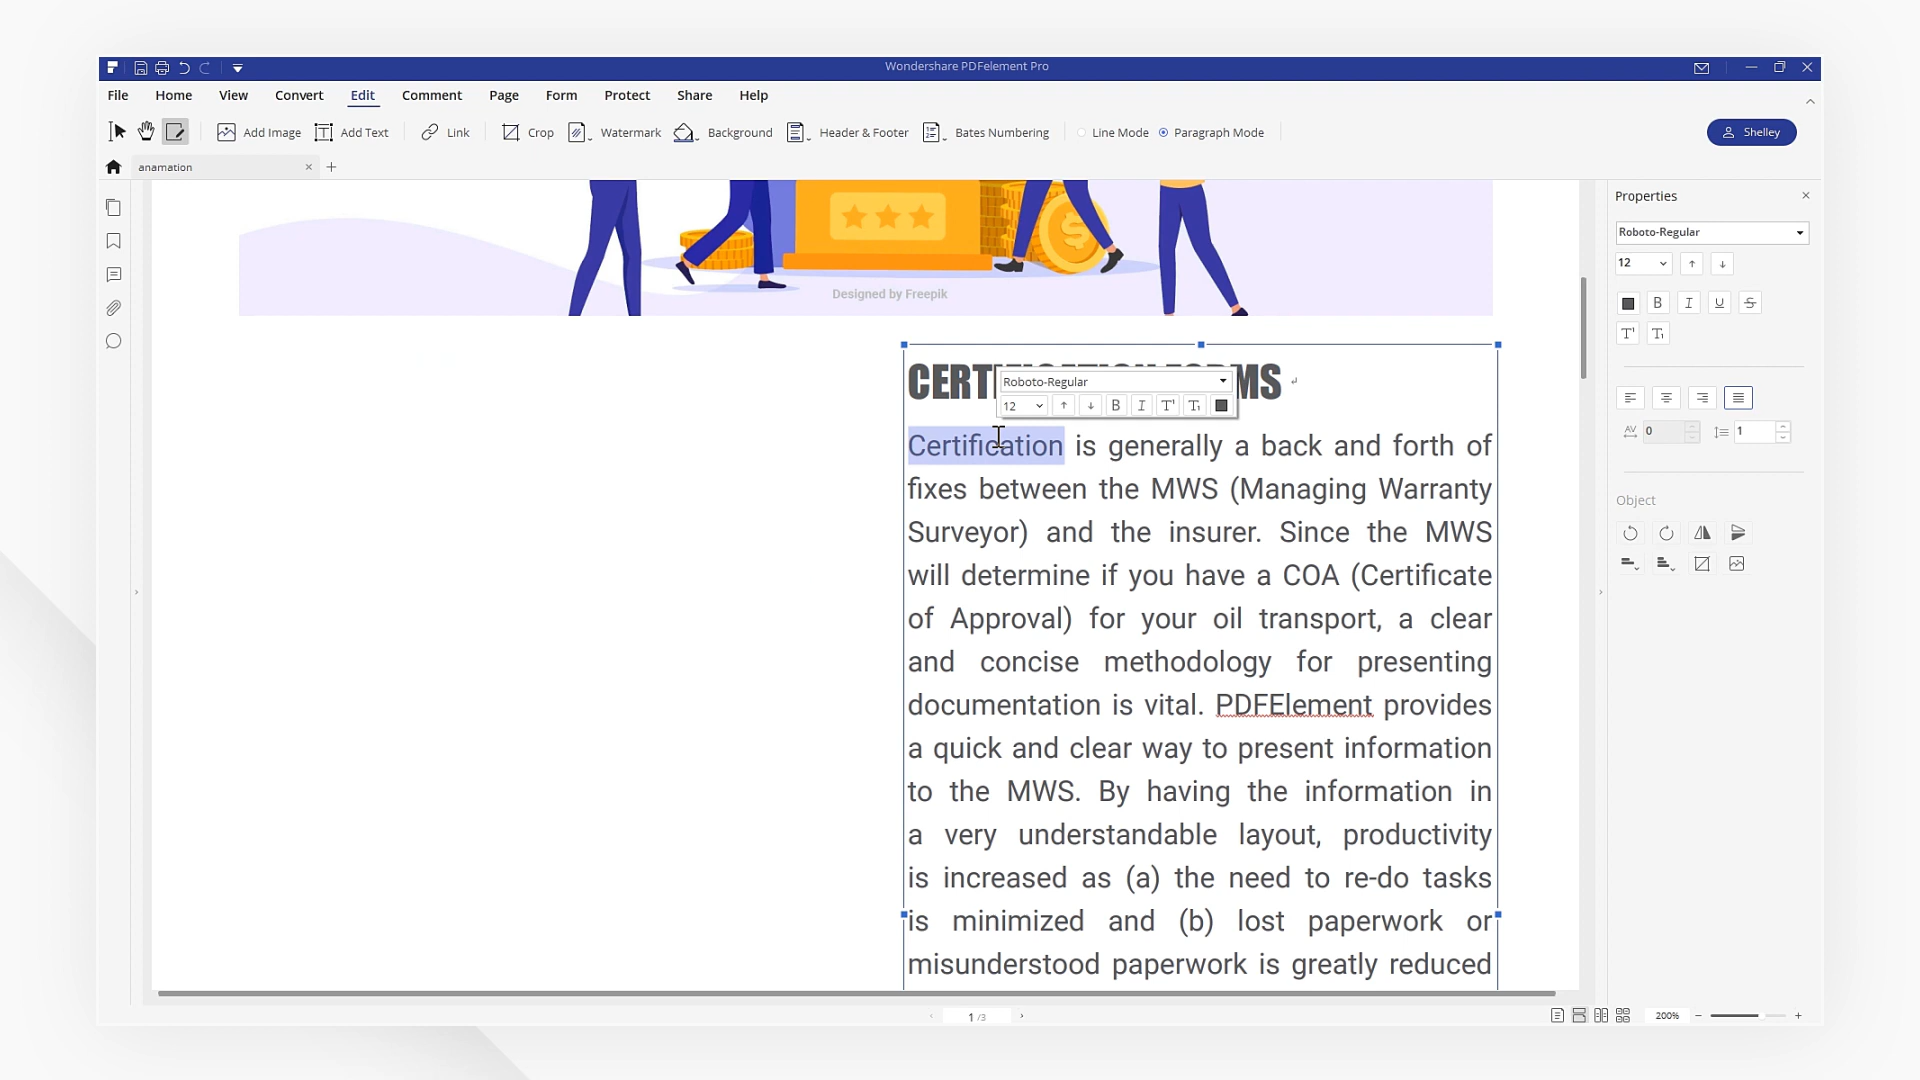 Wondershare PDFelement Pro
File Home View Convert Edit Comment Page Form Protect Share Help
Add Image Add Text Link Crop Watermark Background Header & Footer Bates Numbering Line Mode Paragraph Mode
Shelley
anamation
Designed by Freepik
CERT
MS
Roboto-Regular
12
B I T T
Certification is generally a back and forth of
fixes between the MWS (Managing Warranty
Surveyor) and the insurer. Since the MWS
will determine if you have a COA (Certificate
of Approval) for your oil transport, a clear
and concise methodology for presenting
documentation is vital. PDFElement provides
a quick and clear way to present information
to the MWS. By having the information in
a very understandable layout, productivity
is increased as (a) the need to re-do tasks
is minimized and (b) lost paperwork or
misunderstood paperwork is greatly reduced
Properties
Roboto-Regular
12
B I U S
T T
AV 0 1
Object
1 /3
200%